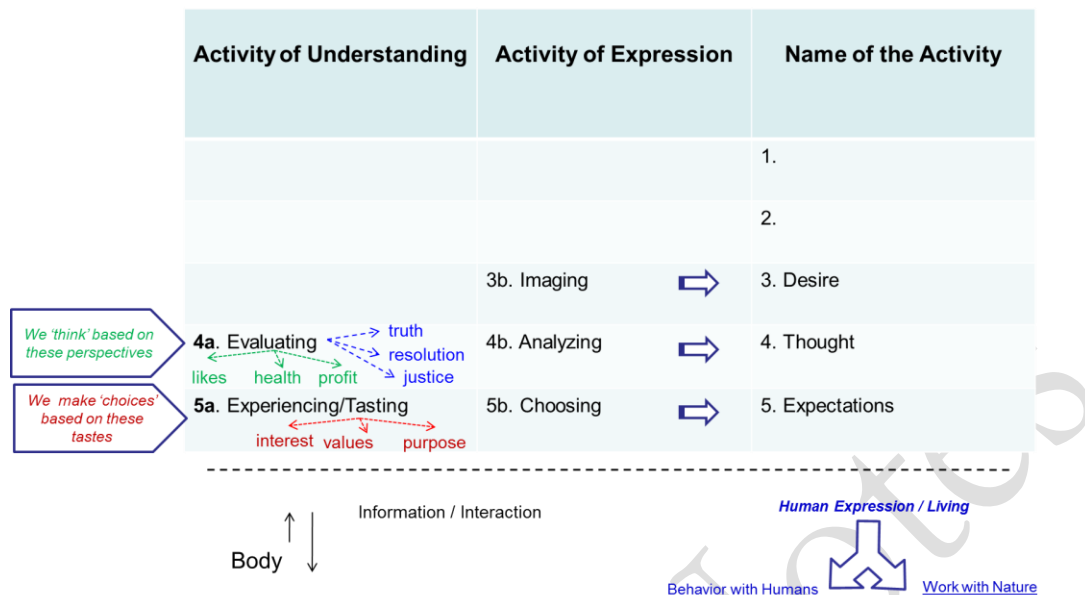 Activity of Understanding
Activity of Expression
Name of the Activity
1.
2.
3b. Imaging
3. Desire
We ‘think’ based on
these perspectives
4a. Evaluating
truth
resolution
justice
likes
health
profit
4b. Analyzing
4. Thought
We make ‘choices’
based on these
tastes
5a. Experiencing/Tasting
interest
values
purpose
5b. Choosing
5. Expectations
Information / Interaction
Body
Human Expression / Living
Behavior with Humans
Work with Nature